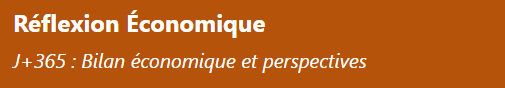 Réflexion Économique
J+365 : Bilan économique et perspectives